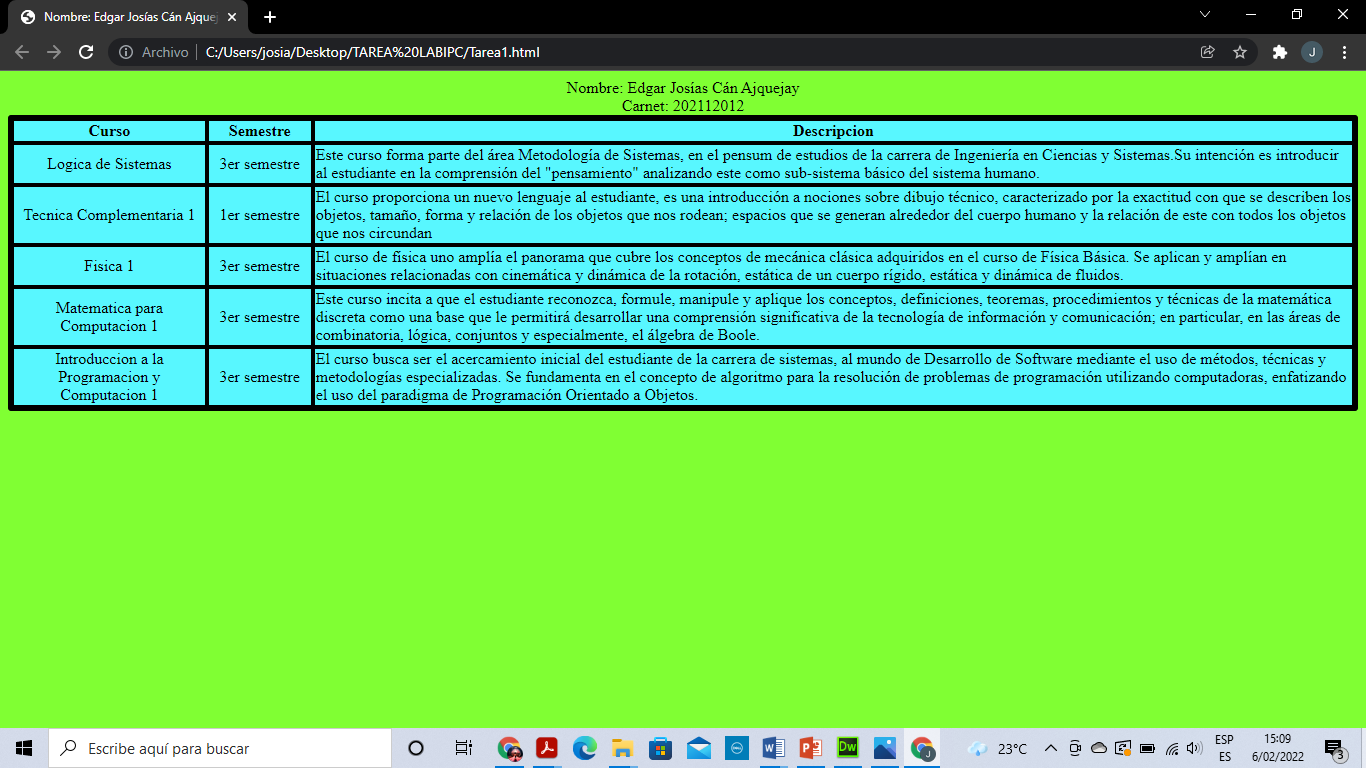 Nombre: Edgar Josías Cán Ajquej
Archivo
C:/Users/josia/Desktop/TAREA%20LABIPC/Tarea1.html
J
Nombre: Edgar Josías Cán Ajquejay
Carnet: 202112012
Curso
Semestre
Descripcion
Logica de Sistemas
3er semestre
Este curso forma parte del área Metodología de Sistemas, en el pensum de estudios de la carrera de Ingeniería en Ciencias y Sistemas.Su intención es introducir
al estudiante en la comprensión del "pensamiento" analizando este como sub-sistema básico del sistema humano.
Tecnica Complementaria 1
1er semestre
El curso proporciona un nuevo lenguaje al estudiante, es una introducción a nociones sobre dibujo técnico, caracterizado por la exactitud con que se describen los
objetos, tamaño, forma y relación de los objetos que nos rodean; espacios que se generan alrededor del cuerpo humano y la relación de este con todos los objetos
que nos circundan
Fisica 1
3er semestre
El curso de física uno amplía el panorama que cubre los conceptos de mecánica clásica adquiridos en el curso de Física Básica. Se aplican y amplían en
situaciones relacionadas con cinemática y dinámica de la rotación, estática de un cuerpo rígido, estática y dinámica de fluidos.
Matematica para
Computacion 1
3er semestre
Este curso incita a que el estudiante reconozca, formule, manipule y aplique los conceptos, definiciones, teoremas, procedimientos y técnicas de la matemática
discreta como una base que le permitirá desarrollar una comprensión significativa de la tecnología de información y comunicación; en particular, en las áreas de
combinatoria, lógica, conjuntos y especialmente, el álgebra de Boole.
Introduccion a la
Programacion y
Computacion 1
3er semestre
El curso busca ser el acercamiento inicial del estudiante de la carrera de sistemas, al mundo de Desarrollo de Software mediante el uso de métodos, técnicas y
metodologías especializadas. Se fundamenta en el concepto de algoritmo para la resolución de problemas de programación utilizando computadoras, enfatizando
el uso del paradigma de Programación Orientado a Objetos.
Escribe aquí para buscar
Dw
23°C
ESP
ES
15:09
6/02/2022
3